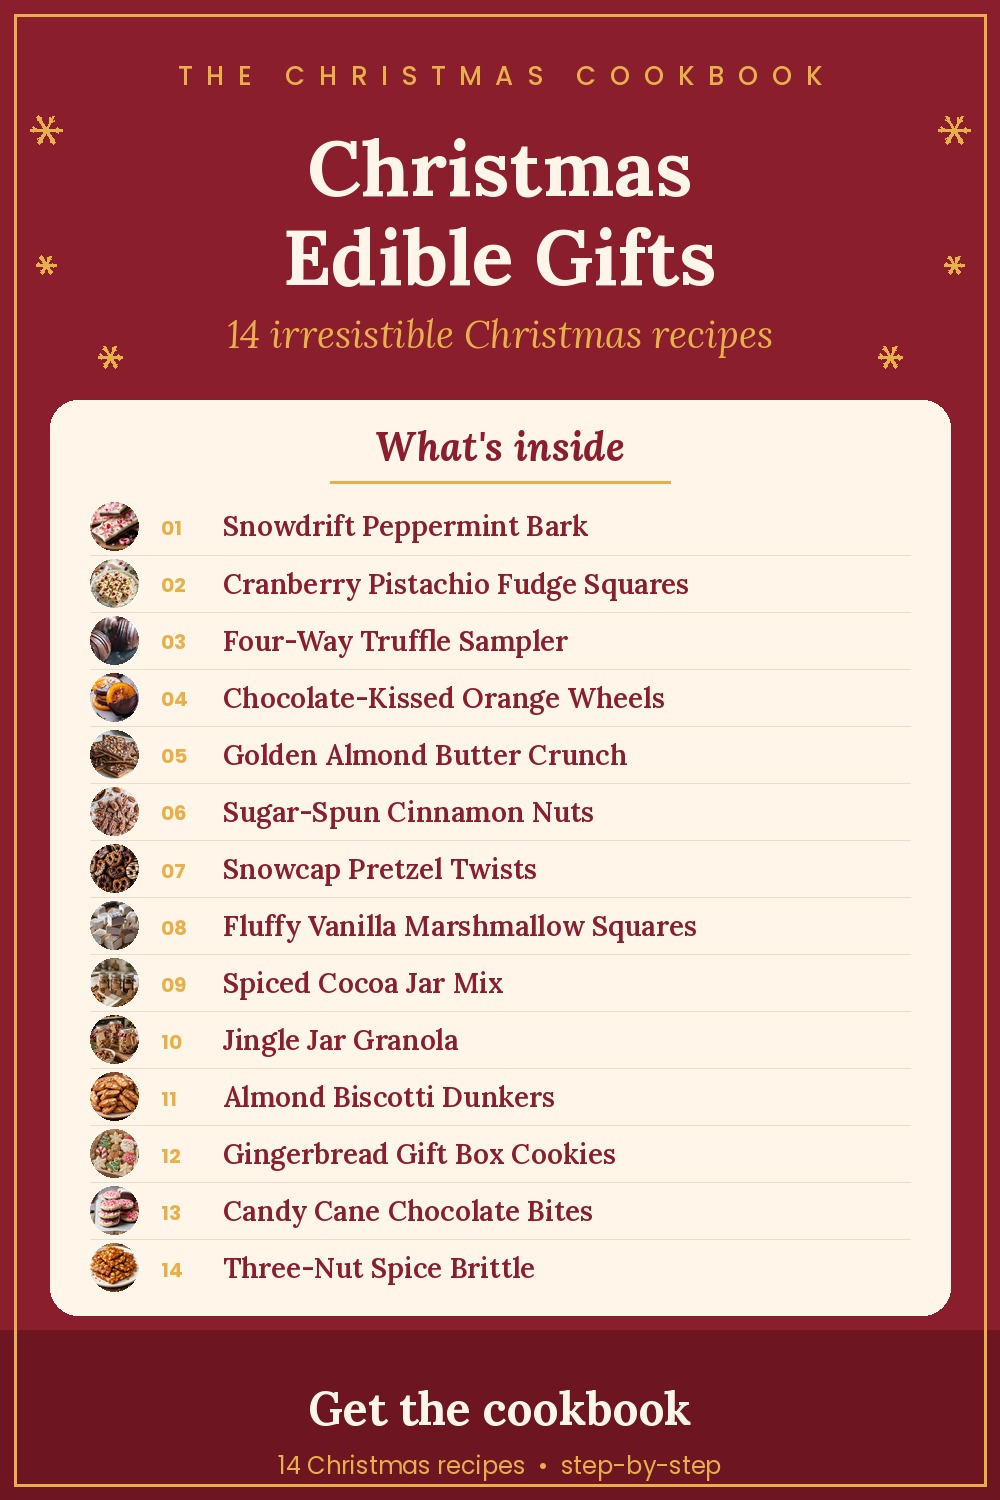 THE CHRISTMAS COOKBOOK
Christmas
Edible Gifts
14 irresistible Christmas recipes
What's inside
01 Snowdrift Peppermint Bark
02 Cranberry Pistachio Fudge Squares
03 Four-Way Truffle Sampler
04 Chocolate-Kissed Orange Wheels
05 Golden Almond Butter Crunch
06 Sugar-Spun Cinnamon Nuts
07 Snowcap Pretzel Twists
08 Fluffy Vanilla Marshmallow Squares
09 Spiced Cocoa Jar Mix
10 Jingle Jar Granola
11 Almond Biscotti Dunkers
12 Gingerbread Gift Box Cookies
13 Candy Cane Chocolate Bites
14 Three-Nut Spice Brittle
Get the cookbook
14 Christmas recipes • step-by-step